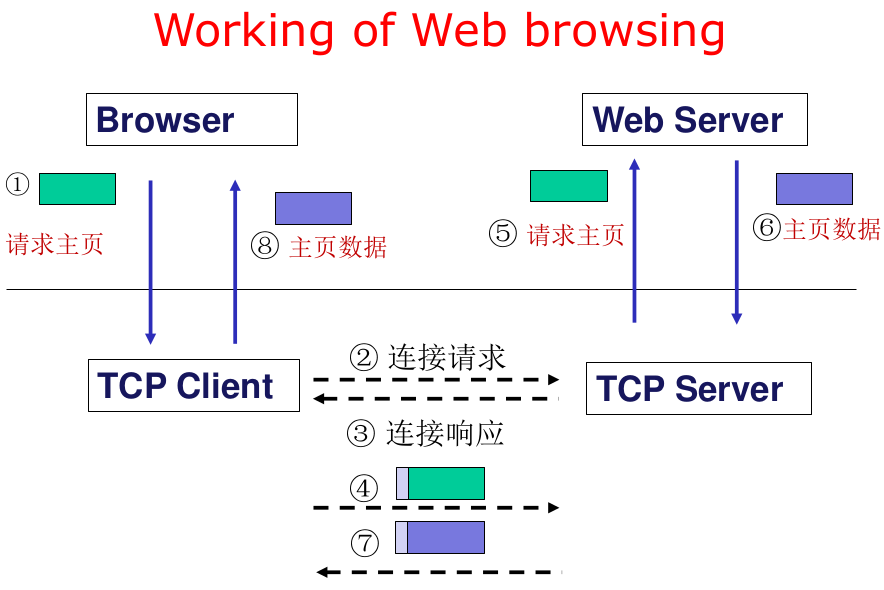 Working of Web browsing
Browser
Web Server
①
请求主页
⑧ 主页数据
⑤ 请求主页
⑥主页数据
TCP Client
② 连接请求
TCP Server
③ 连接响应
④
⑦